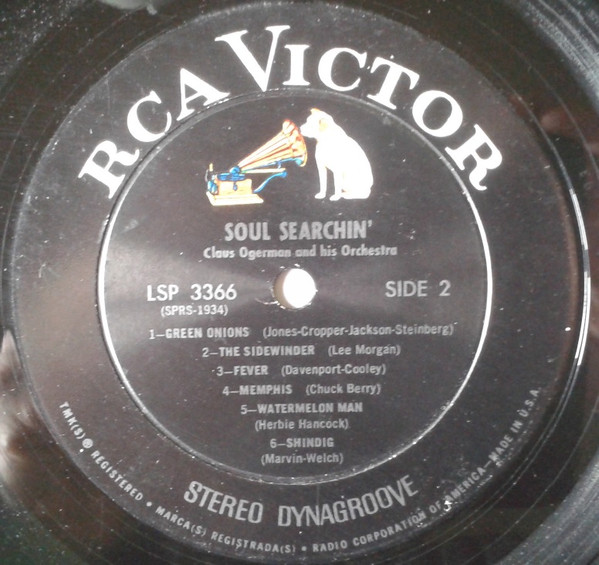 RCA VICTOR
SOUL SEARCHIN'
Claus Ogerman and his Orchestra
LSP 3366
(SPRS-1934)
SIDE 2
1—GREEN ONIONS (Jones-Cropper-Jackson-Steinberg)
2—THE SIDEWINDER (Lee Morgan)
3—FEVER (Davenport-Cooley)
4—MEMPHIS (Chuck Berry)
5—WATERMELON MAN
(Herbie Hancock)
6—SHINDIG
(Marvin-Welch)
STEREO DYNAGROOVE
TMK(S) ® REGISTERED • MARCA(S) REGISTRADA(S) • RADIO CORPORATION OF AMERICA—MADE IN U.S.A.